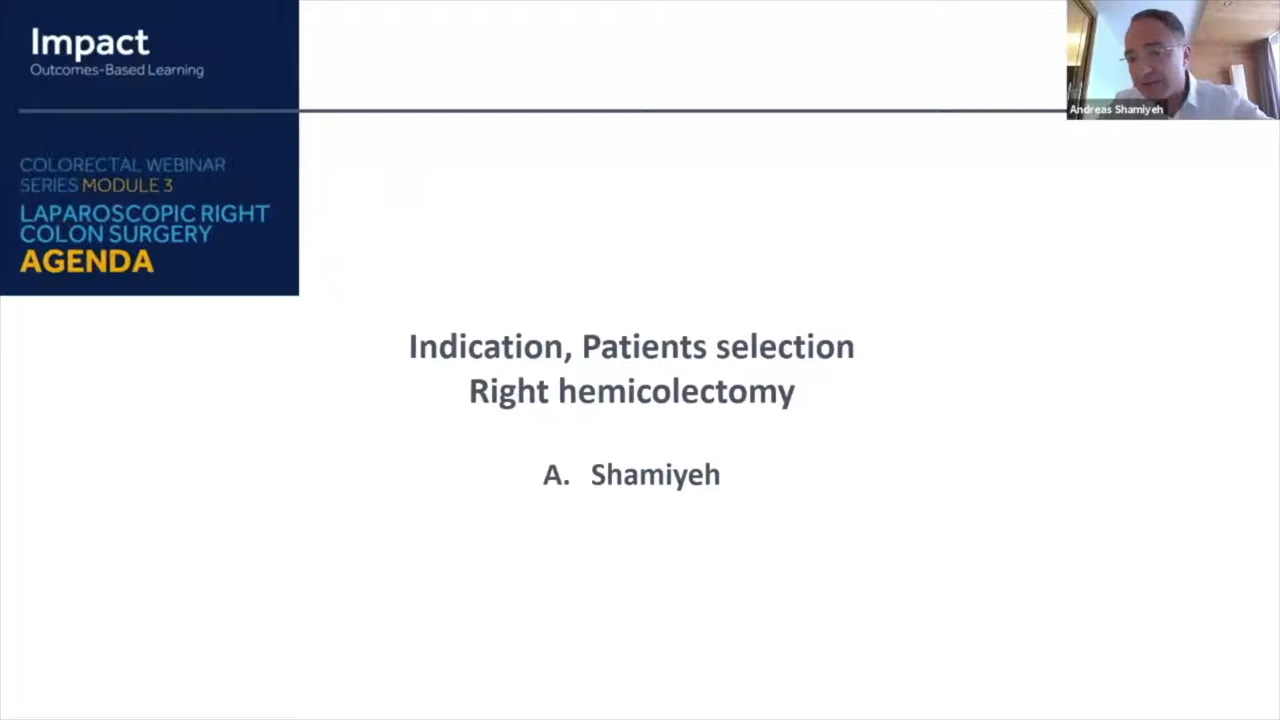 Impact
Outcomes-Based Learning
Andreas Shamiyeh
COLORECTAL WEBINAR
SERIES MODULE 3
LAPAROSCOPIC RIGHT
COLON SURGERY
AGENDA
Indication, Patients selection
Right hemicolectomy
A. Shamiyeh